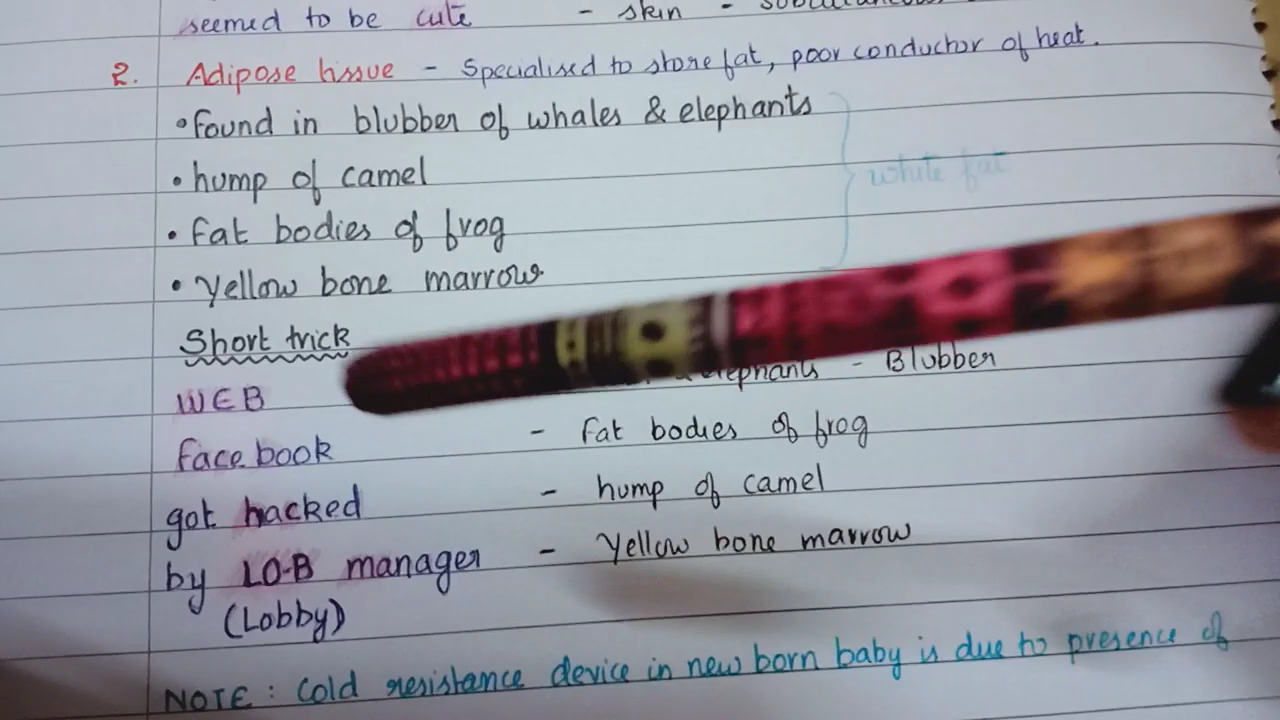 seemed to be cute - skin -
2. Adipose tissue - Specialised to store fat, poor conductor of heat.
• found in blubber of whales & elephants
• hump of camel
white fat
• fat bodies of frog
• Yellow bone marrow
Short trick
WEB elephants - Blubber
facebook - fat bodies of frog
got hacked - hump of camel
by LO-B manager - Yellow bone marrow
(Lobby)
NOTE: Cold resistance device in new born baby is due to presence of